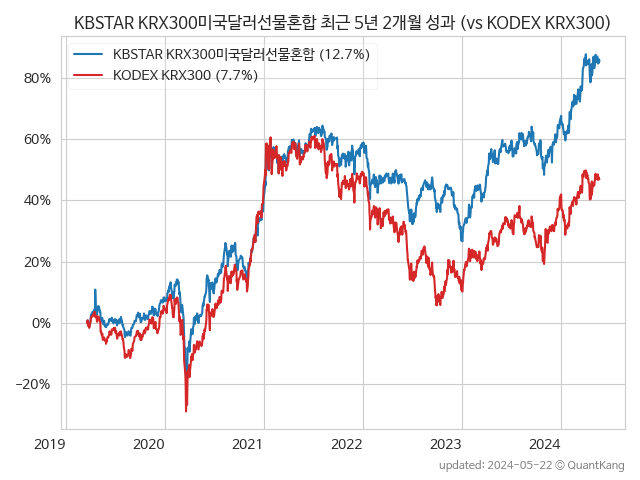 KBSTAR KRX300미국달러선물혼합 최근 5년 2개월 성과 (vs KODEX KRX300)
KBSTAR KRX300미국달러선물혼합 (12.7%)
KODEX KRX300 (7.7%)
80%
60%
40%
20%
0%
−20%
2019 2020 2021 2022 2023 2024
updated: 2024-05-22 © QuantKang